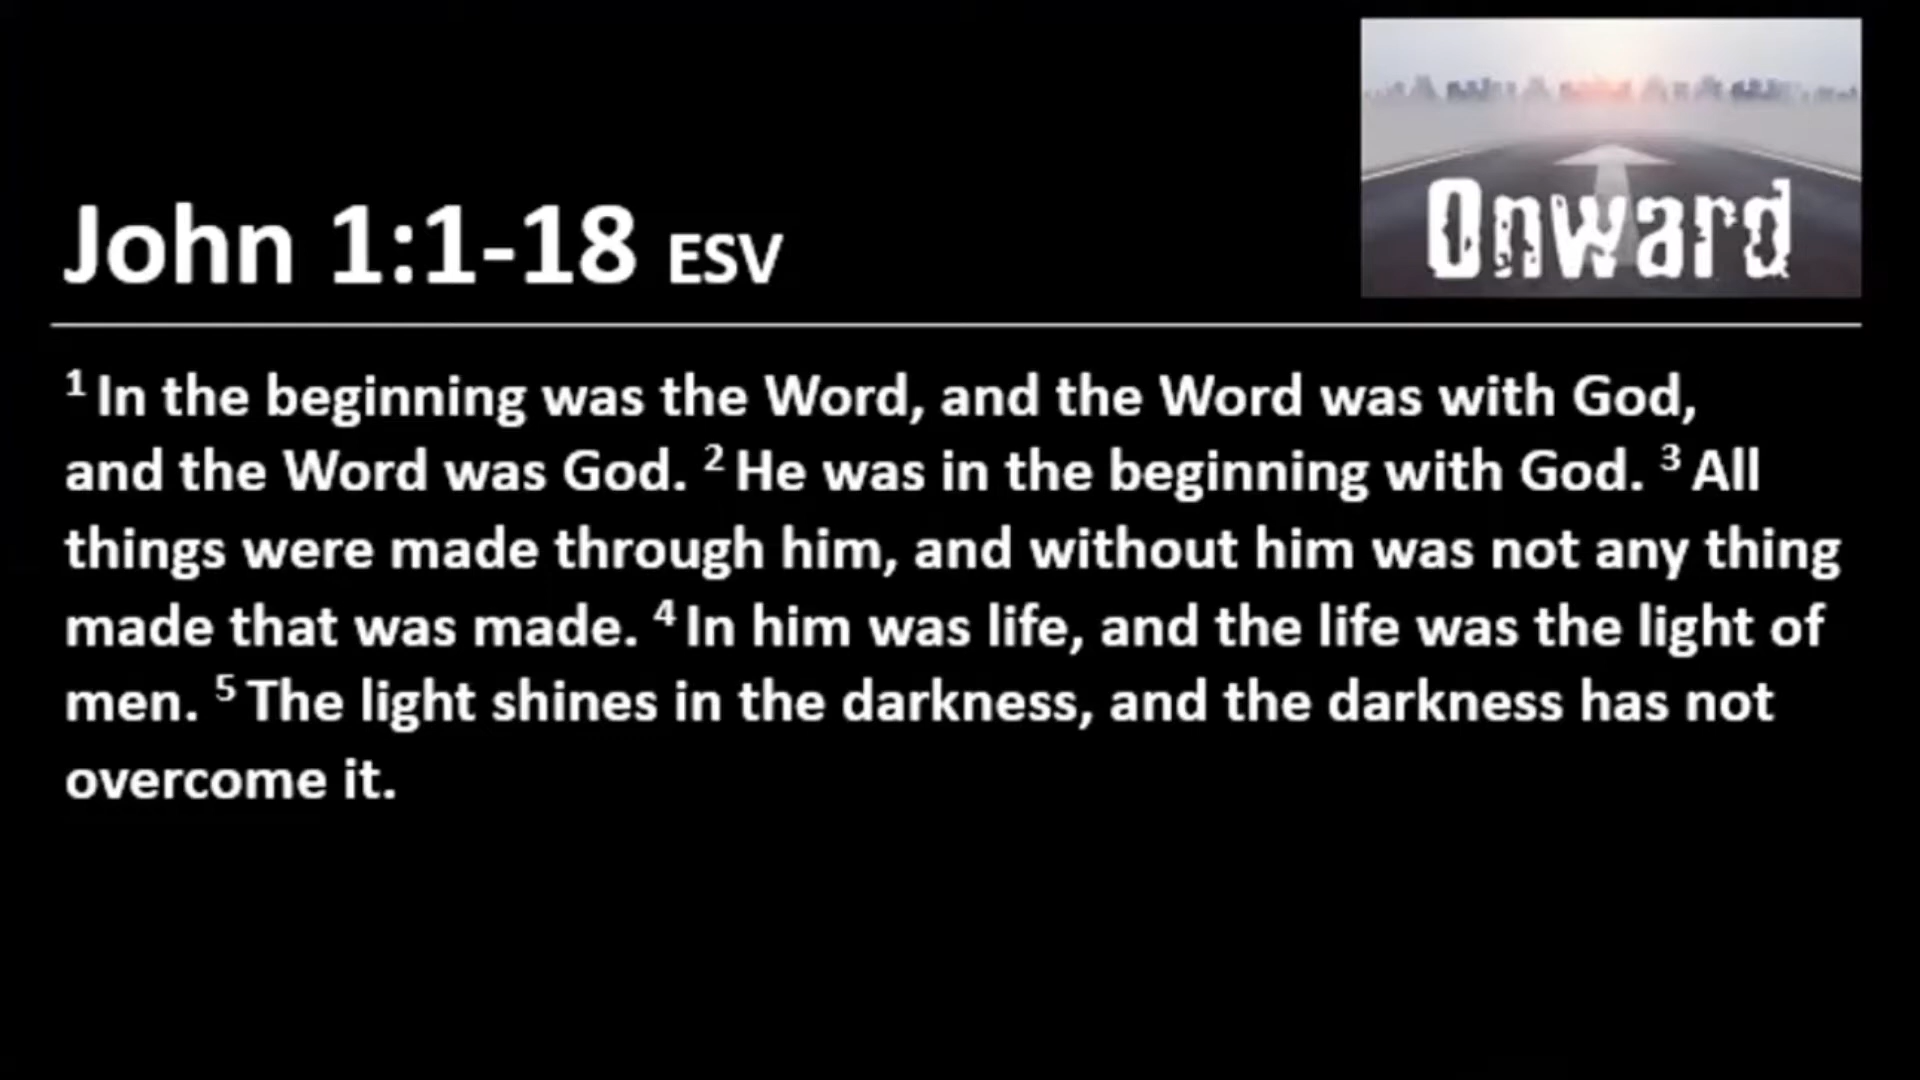 Onward
John 1:1-18 ESV
¹ In the beginning was the Word, and the Word was with God,
and the Word was God. ² He was in the beginning with God. ³ All
things were made through him, and without him was not any thing
made that was made. ⁴ In him was life, and the life was the light of
men. ⁵ The light shines in the darkness, and the darkness has not
overcome it.